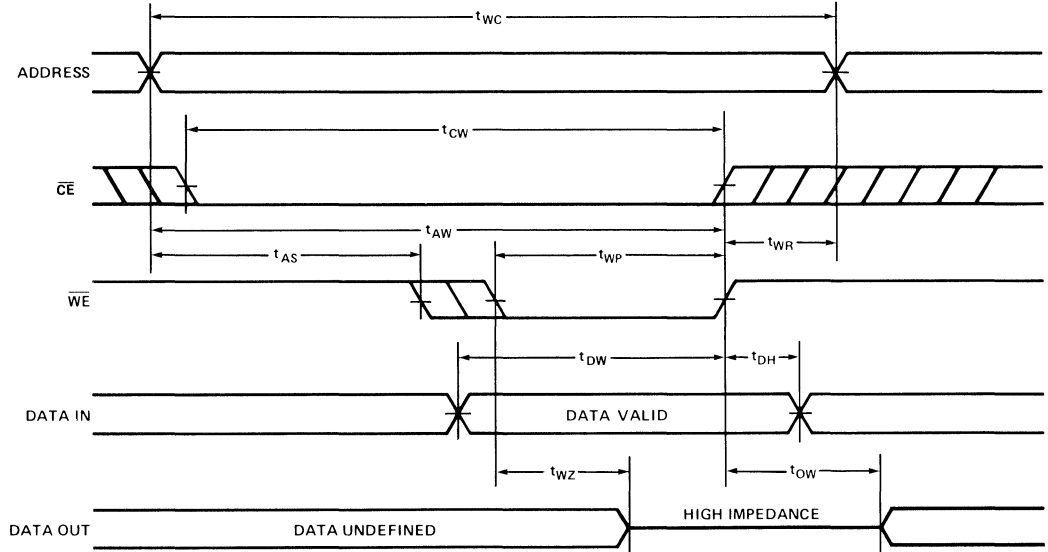 tWC
ADDRESS
tCW
CE
tAW
tAS
tWP
tWR
WE
tDW
tDH
DATA IN
DATA VALID
tWZ
tOW
DATA OUT
DATA UNDEFINED
HIGH IMPEDANCE